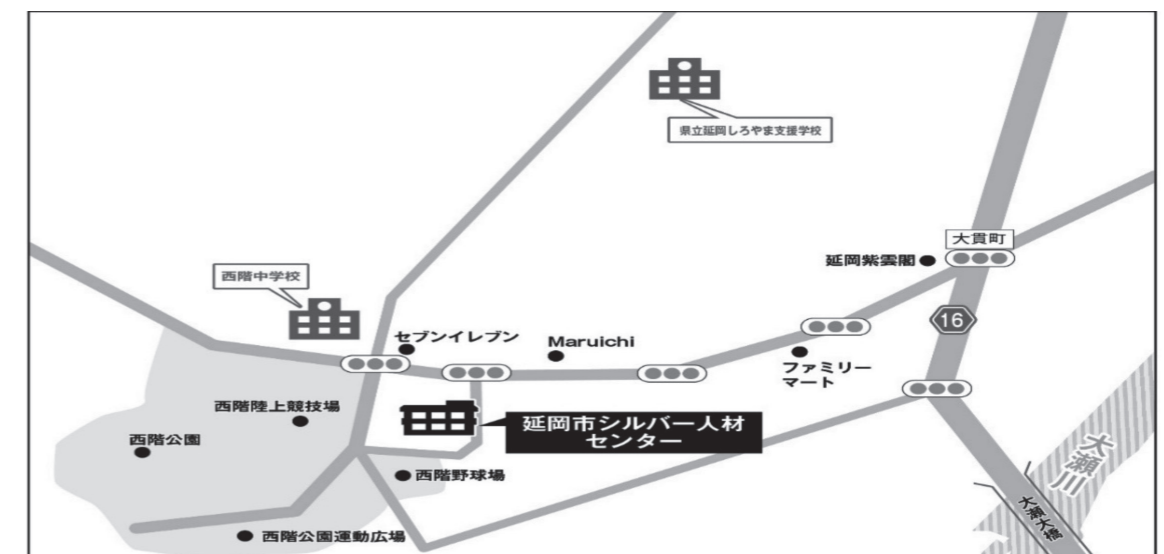 県立延岡しろやま支援学校
大貫町
延岡紫雲閣
西階中学校
16
セブンイレブン
Maruichi
ファミリー
マート
西階陸上競技場
延岡市シルバー人材
センター
西階公園
西階野球場
大瀬川
大瀬大橋
西階公園運動広場